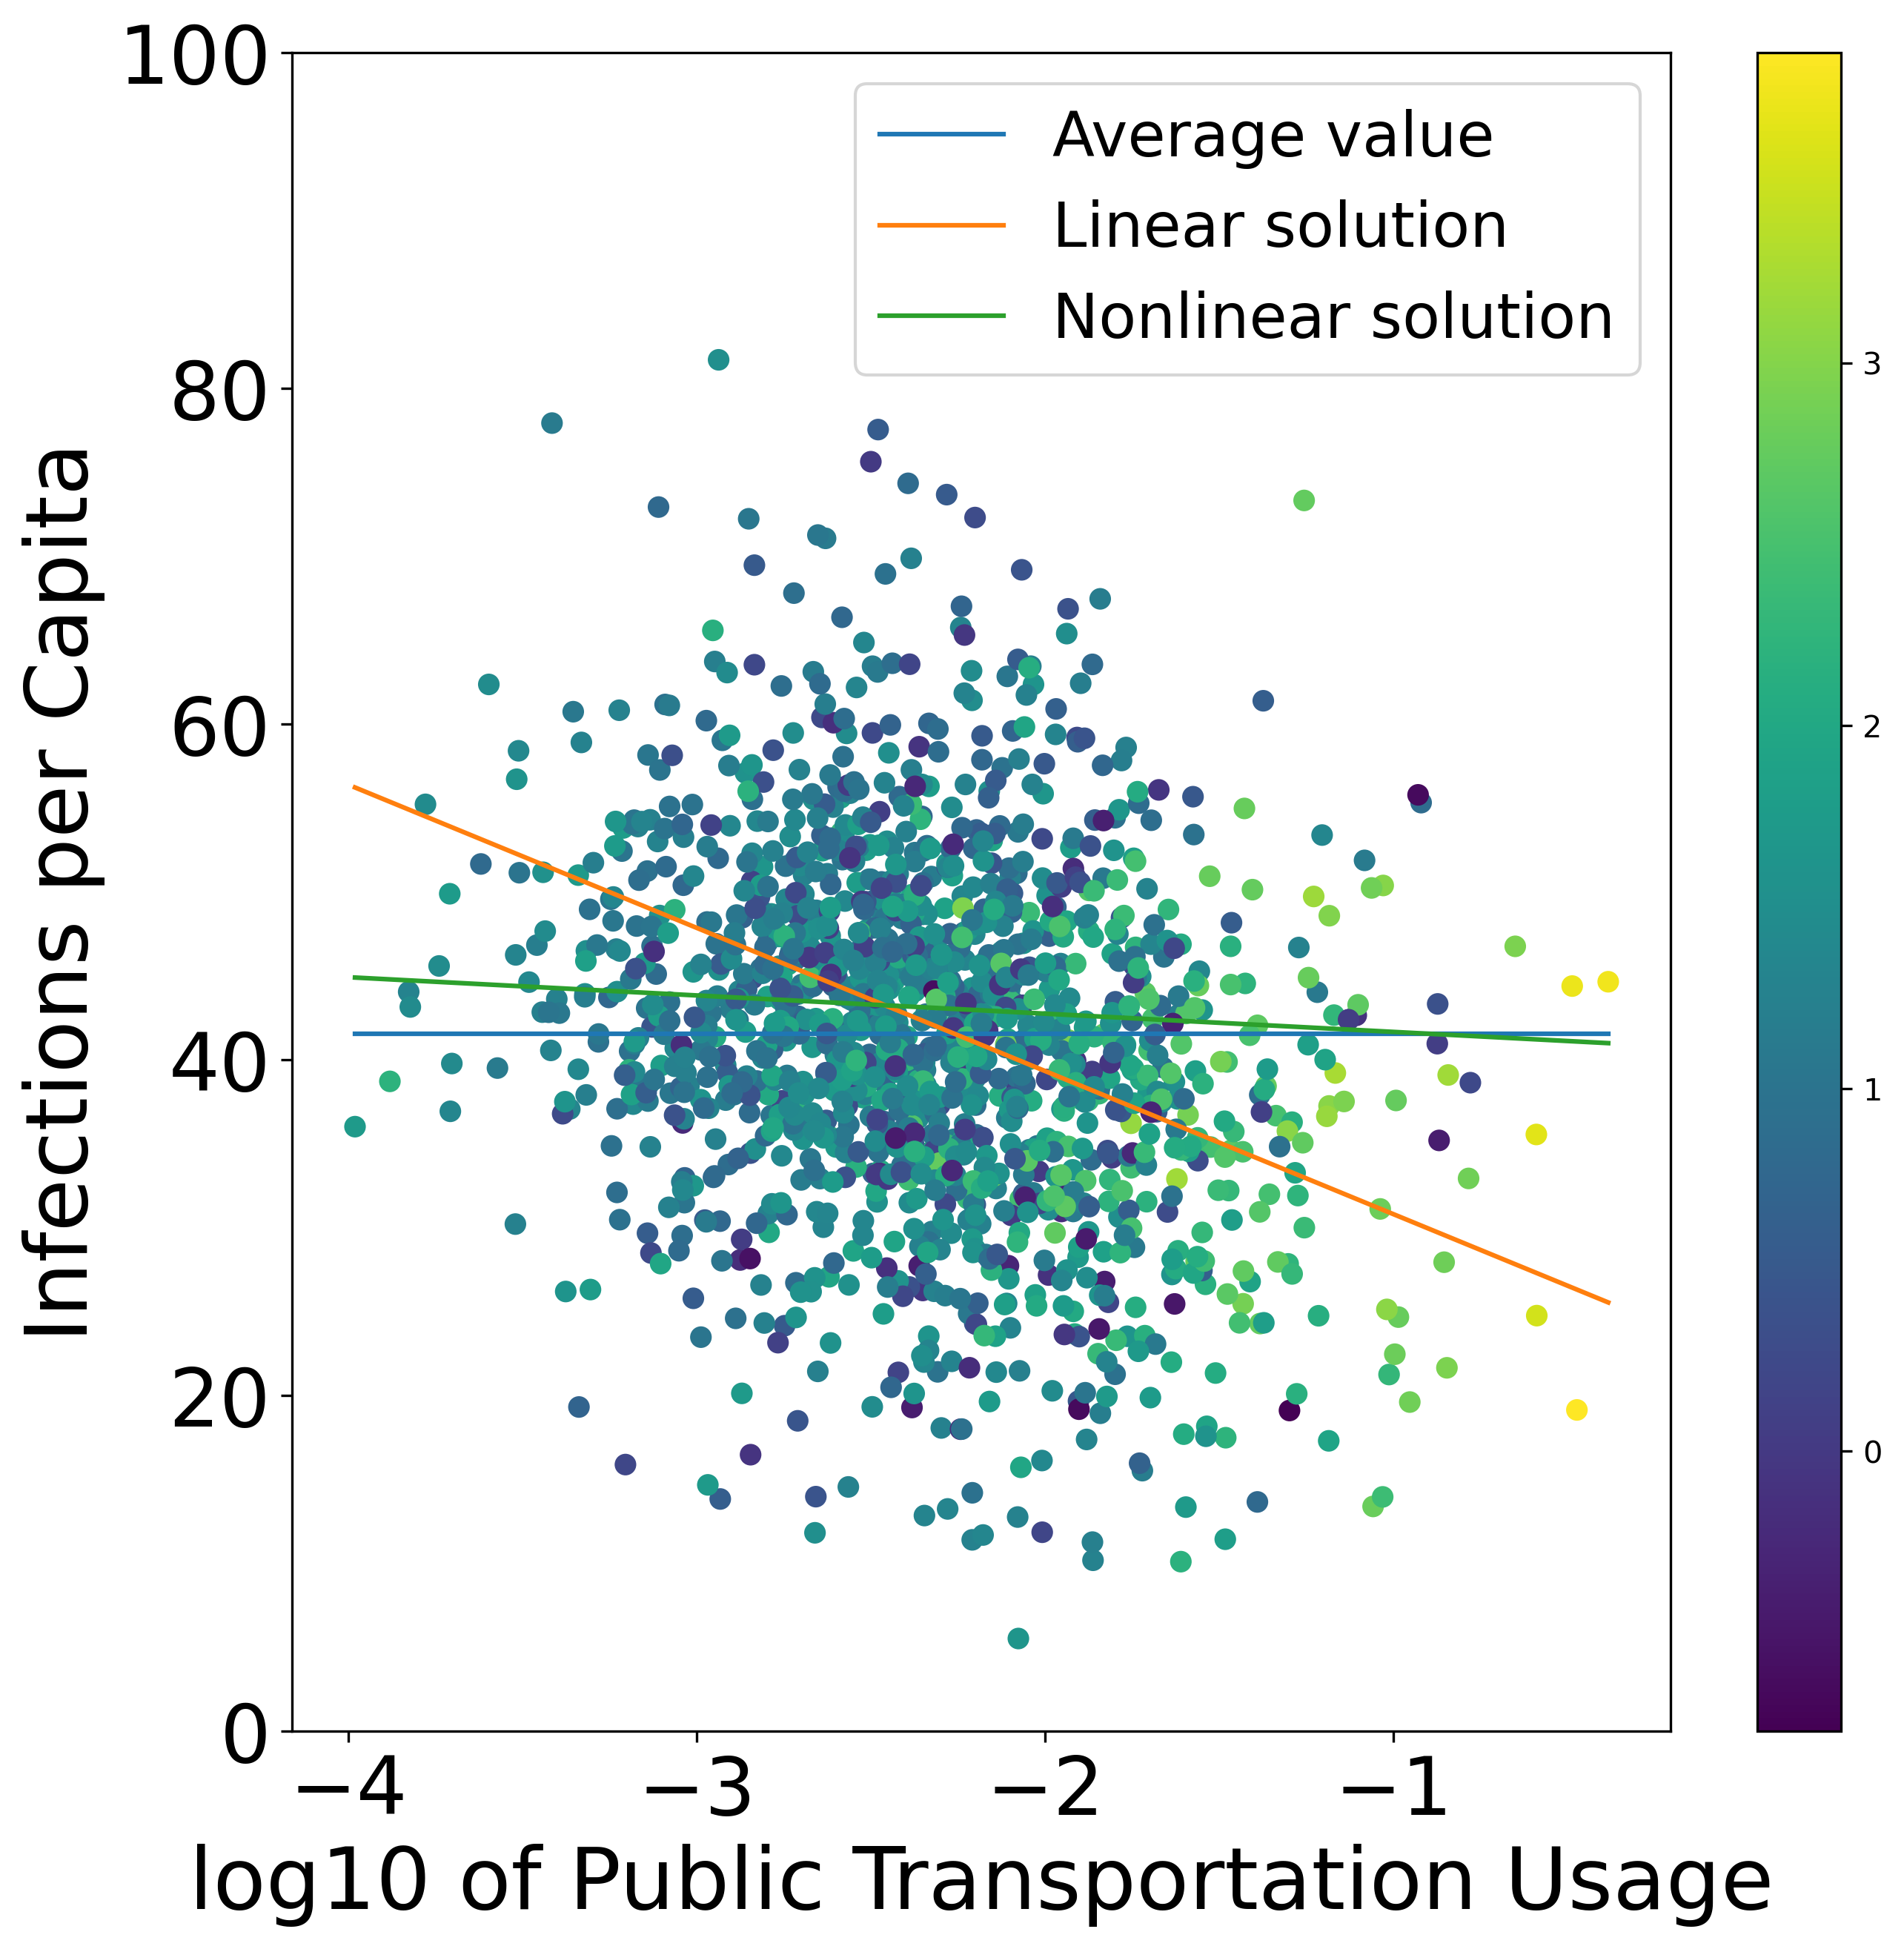 100
80
60
40
20
0
Infections per Capita
Average value
Linear solution
Nonlinear solution
−4
−3
−2
−1
log10 of Public Transportation Usage
3
2
1
0